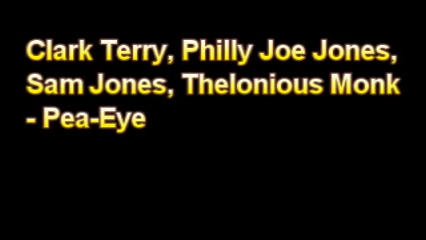 Clark Terry, Philly Joe Jones,
Sam Jones, Thelonious Monk
- Pea-Eye